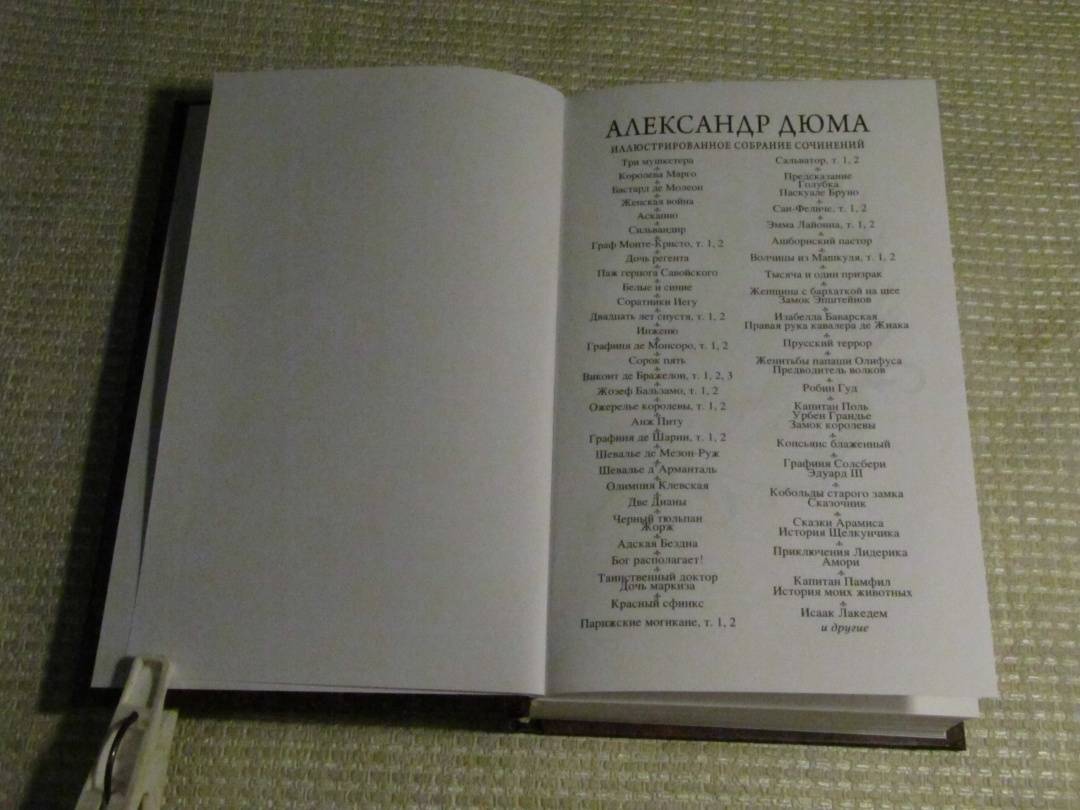 АЛЕКСАНДР ДЮМА
ИЛЛЮСТРИРОВАННОЕ СОБРАНИЕ СОЧИНЕНИЙ
Три мушкетера
Королева Марго
Бастард де Молеон
Женская война
Асканио
Сильвандир
Граф Монте-Кристо, т. 1, 2
Дочь регента
Паж герцога Савойского
Белые и синие
Соратники Иегу
Двадцать лет спустя, т. 1, 2
Инженю
Графиня де Монсоро, т. 1, 2
Сорок пять
Виконт де Бражелон, т. 1, 2, 3
Жозеф Бальзамо, т. 1, 2
Ожерелье королевы, т. 1, 2
Анж Питу
Графиня де Шарни, т. 1, 2
Шевалье де Мезон-Руж
Шевалье д'Арманталь
Олимпия Клевская
Две Дианы
Черный тюльпан
Жорж
Адская Бездна
Бог располагает!
Таинственный доктор
Дочь маркиза
Красный сфинкс
Парижские могикане, т. 1, 2
Сальватор, т. 1, 2
Предсказание
Голубка
Паскуале Бруно
Сан-Феличе, т. 1, 2
Эмма Лайонна, т. 1, 2
Ашборнский пастор
Волчицы из Машкуля, т. 1, 2
Тысяча и один призрак
Женщина с бархаткой на шее
Замок Эпштейнов
Изабелла Баварская
Правая рука кавалера де Жиака
Прусский террор
Женитьбы папаши Олифуса
Предводитель волков
Робин Гуд
Капитан Поль
Урбен Грандье
Замок королевы
Консьянс блаженный
Графиня Солсбери
Эдуард III
Кобольды старого замка
Сказочник
Сказки Арамиса
История Щелкунчика
Приключения Лидерика
Амори
Капитан Памфил
История моих животных
Исаак Лакедем
и другие